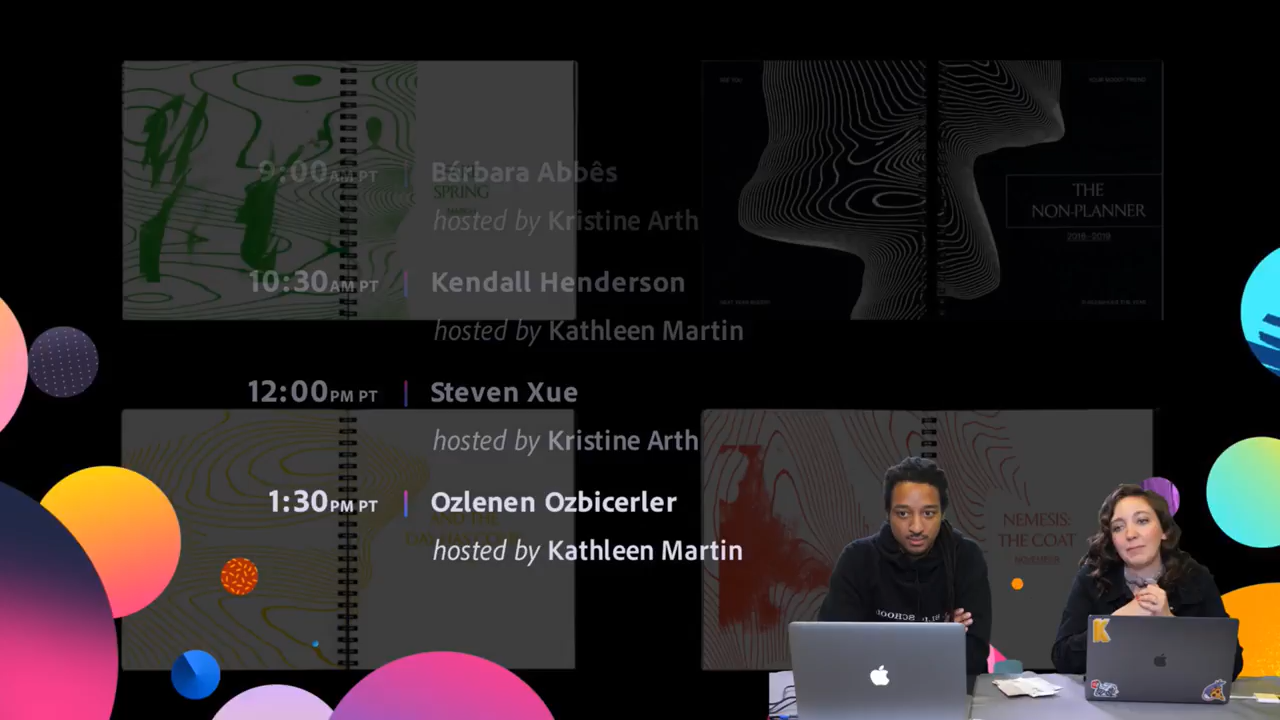 9:00AM PT | Bárbara Abbês
hosted by Kristine Arth
10:30AM PT | Kendall Henderson
hosted by Kathleen Martin
12:00PM PT | Steven Xue
hosted by Kristine Arth
1:30PM PT | Ozlenen Ozbicerler
hosted by Kathleen Martin
SPRING
THE
NON-PLANNER
2018-2019
NEMESIS:
THE COAT
NOVEMBER
K